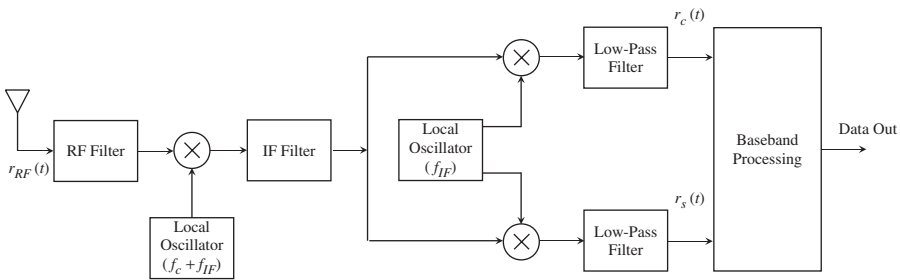 r_c (t)
Low-Pass
Filter
RF Filter
IF Filter
r_RF (t)
Local
Oscillator
(f_IF)
Baseband
Processing
Data Out
Local
Oscillator
(f_c + f_IF)
r_s (t)
Low-Pass
Filter